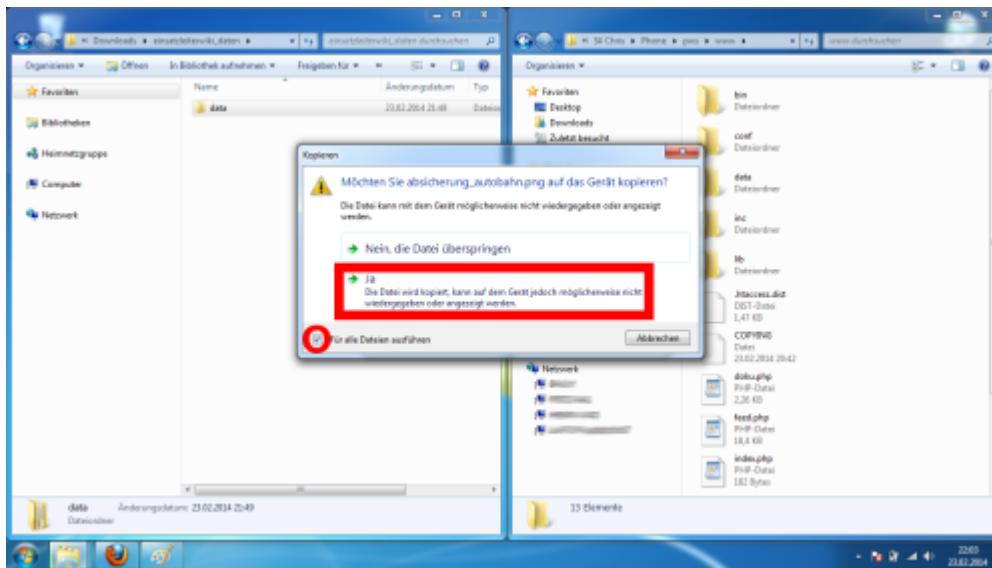 « Downloads ▸ einsatzleiterwiki_daten ▸
einsatzleiterwiki_daten durchsuchen
Organisieren ▾
Öffnen
In Bibliothek aufnehmen ▾
Freigeben für ▾
»
Favoriten
Bibliotheken
Heimnetzgruppe
Computer
Netzwerk
Name
Änderungsdatum
Typ
data
23.02.2014 21:49
data
Änderungsdatum: 23.02.2014 21:49
Dateiordner
www durchsuchen
Organisieren ▾
Favoriten
Desktop
Downloads
Zuletzt besucht
Netzwerk
bin
Dateiordner
conf
Dateiordner
data
Dateiordner
inc
Dateiordner
lib
Dateiordner
.htaccess.dist
DIST-Datei
1,47 KB
COPYING
Datei
23.02.2014 20:42
doku.php
PHP-Datei
2,26 KB
feed.php
PHP-Datei
18,4 KB
index.php
PHP-Datei
182 Bytes
13 Elemente
Kopieren
Möchten Sie absicherung_autobahn.png auf das Gerät kopieren?
Die Datei kann mit dem Gerät möglicherweise nicht wiedergegeben oder angezeigt
werden.
Nein, die Datei überspringen
Ja
Die Datei wird kopiert, kann auf dem Gerät jedoch möglicherweise nicht
wiedergegeben oder angezeigt werden.
Für alle Dateien ausführen
Abbrechen
22:03
23.02.2014